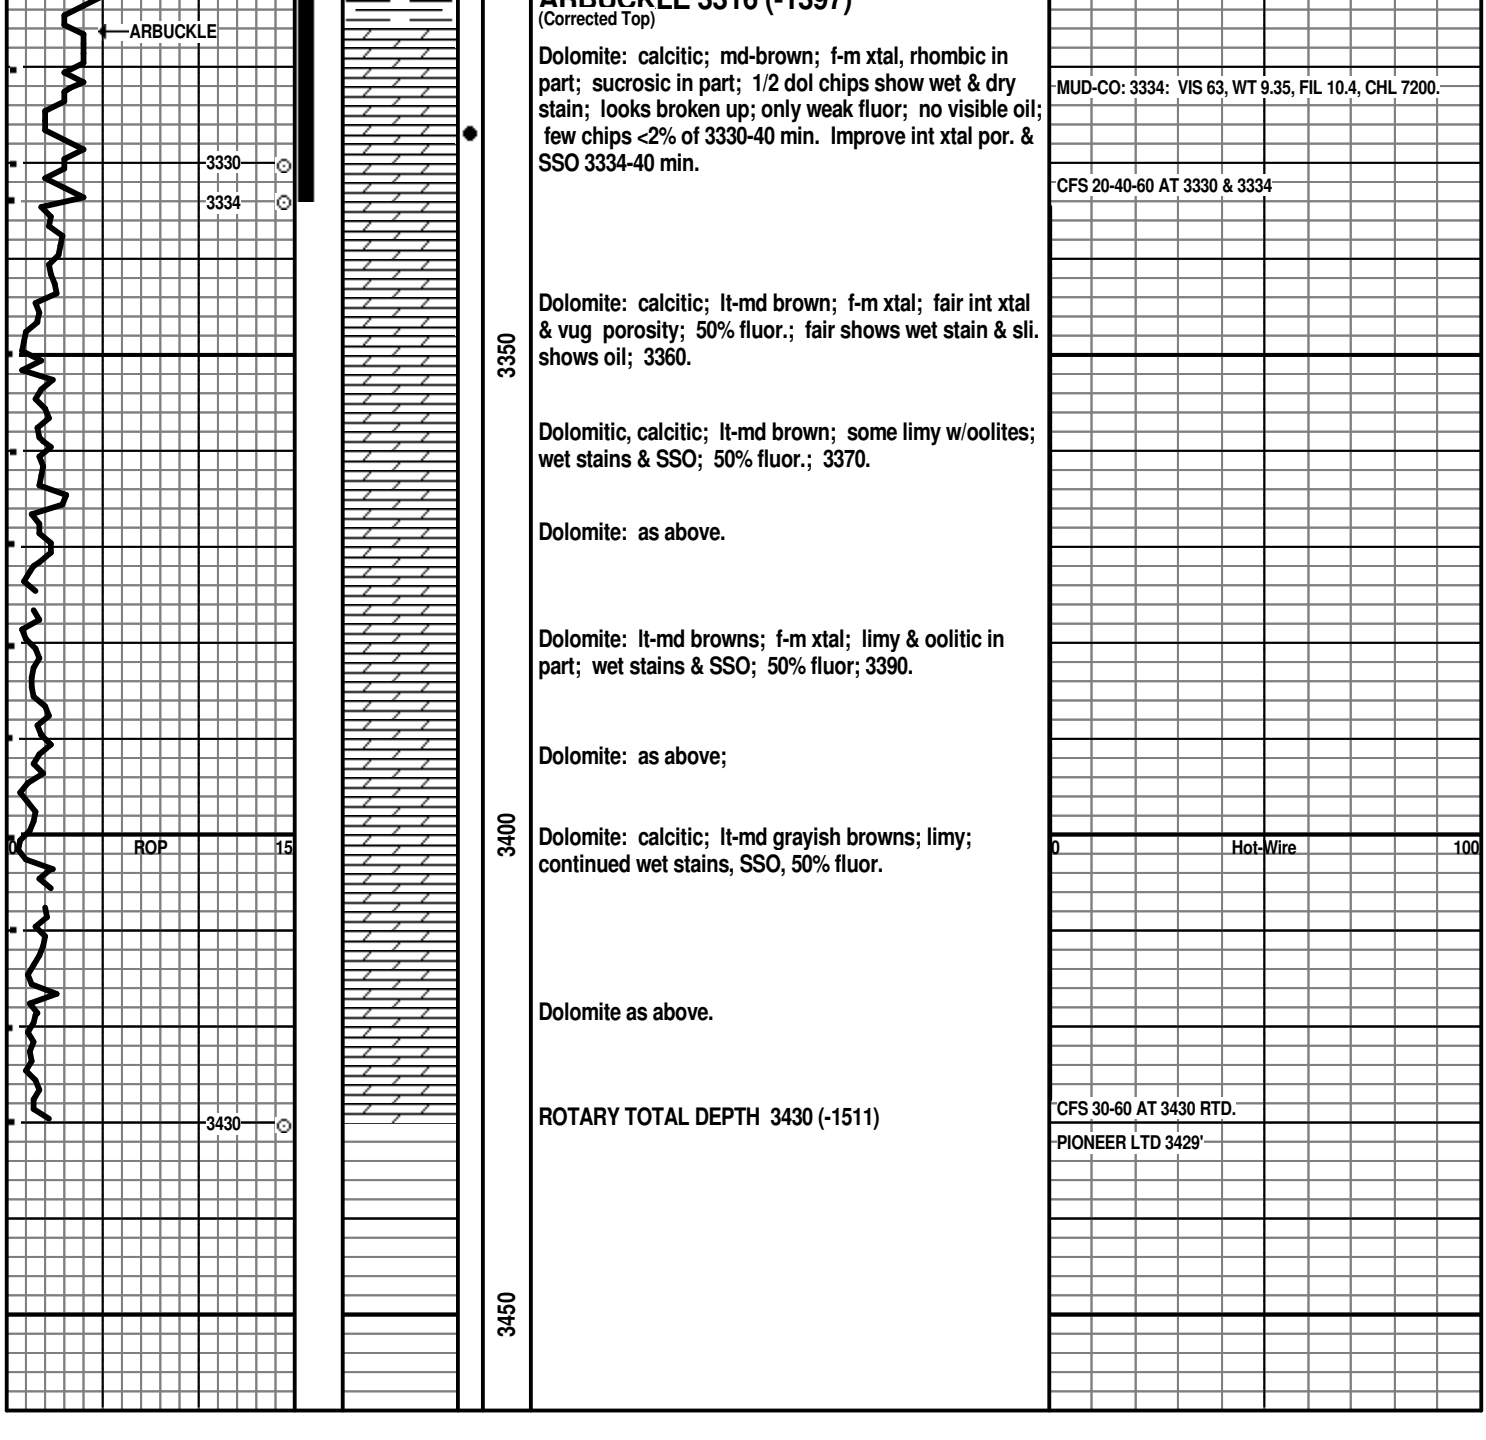 ARBUCKLE 3316 (-1397)
(Corrected Top)
ARBUCKLE
Dolomite: calcitic; md-brown; f-m xtal, rhombic in
part; sucrosic in part; 1/2 dol chips show wet & dry
stain; looks broken up; only weak fluor; no visible oil;
few chips <2% of 3330-40 min. Improve int xtal por. &
SSO 3334-40 min.
MUD-CO: 3334: VIS 63, WT 9.35, FIL 10.4, CHL 7200.
3330
3334
CFS 20-40-60 AT 3330 & 3334
Dolomite: calcitic; lt-md brown; f-m xtal; fair int xtal
& vug porosity; 50% fluor.; fair shows wet stain & sli.
shows oil; 3360.
3350
Dolomitic, calcitic; lt-md brown; some limy w/oolites;
wet stains & SSO; 50% fluor.; 3370.
Dolomite: as above.
Dolomite: lt-md browns; f-m xtal; limy & oolitic in
part; wet stains & SSO; 50% fluor; 3390.
Dolomite: as above;
0 ROP 15
3400
Dolomite: calcitic; lt-md grayish browns; limy;
continued wet stains, SSO, 50% fluor.
0 Hot-Wire 100
Dolomite as above.
3430
ROTARY TOTAL DEPTH 3430 (-1511)
CFS 30-60 AT 3430 RTD.
PIONEER LTD 3429'
3450